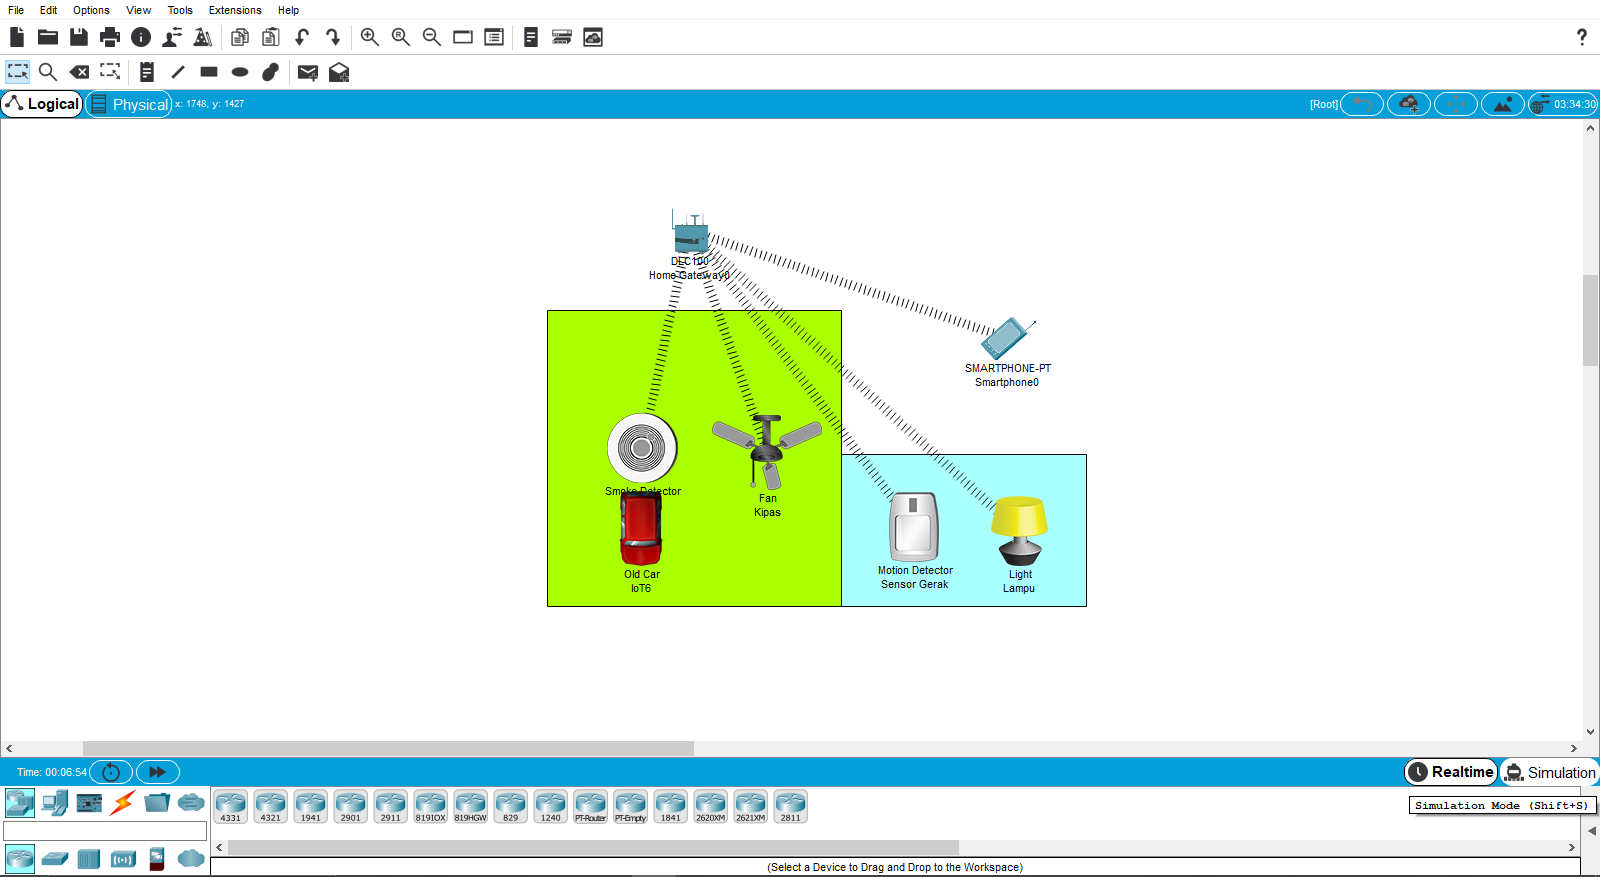 File Edit Options View Tools Extensions Help
Logical Physical x: 1748, y: 1427 [Root] 03:34:30
DLC100
Home Gateway0
SMARTPHONE-PT
Smartphone0
Smoke Detector
Fan
Kipas
Old Car
IoT6
Motion Detector
Sensor Gerak
Light
Lampu
Time: 00:06:54 Realtime Simulation
Simulation Mode (Shift+S)
4331 4321 1941 2901 2911 819IOX 819HGW 829 1240 PT-Router PT-Empty 1841 2620XM 2621XM 2811
(Select a Device to Drag and Drop to the Workspace)